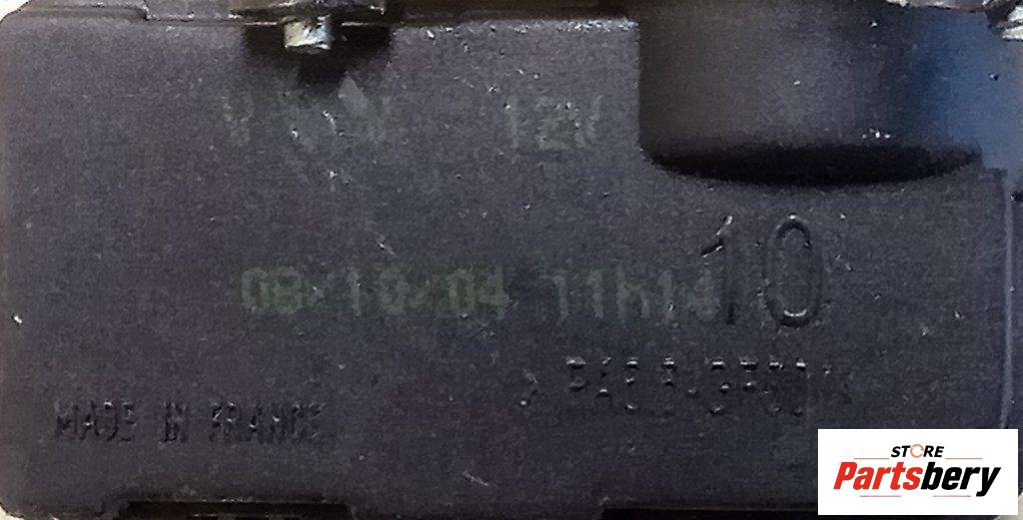 12V
08/10/04 11h14
10
MADE IN FRANCE
STORE
Partsbery